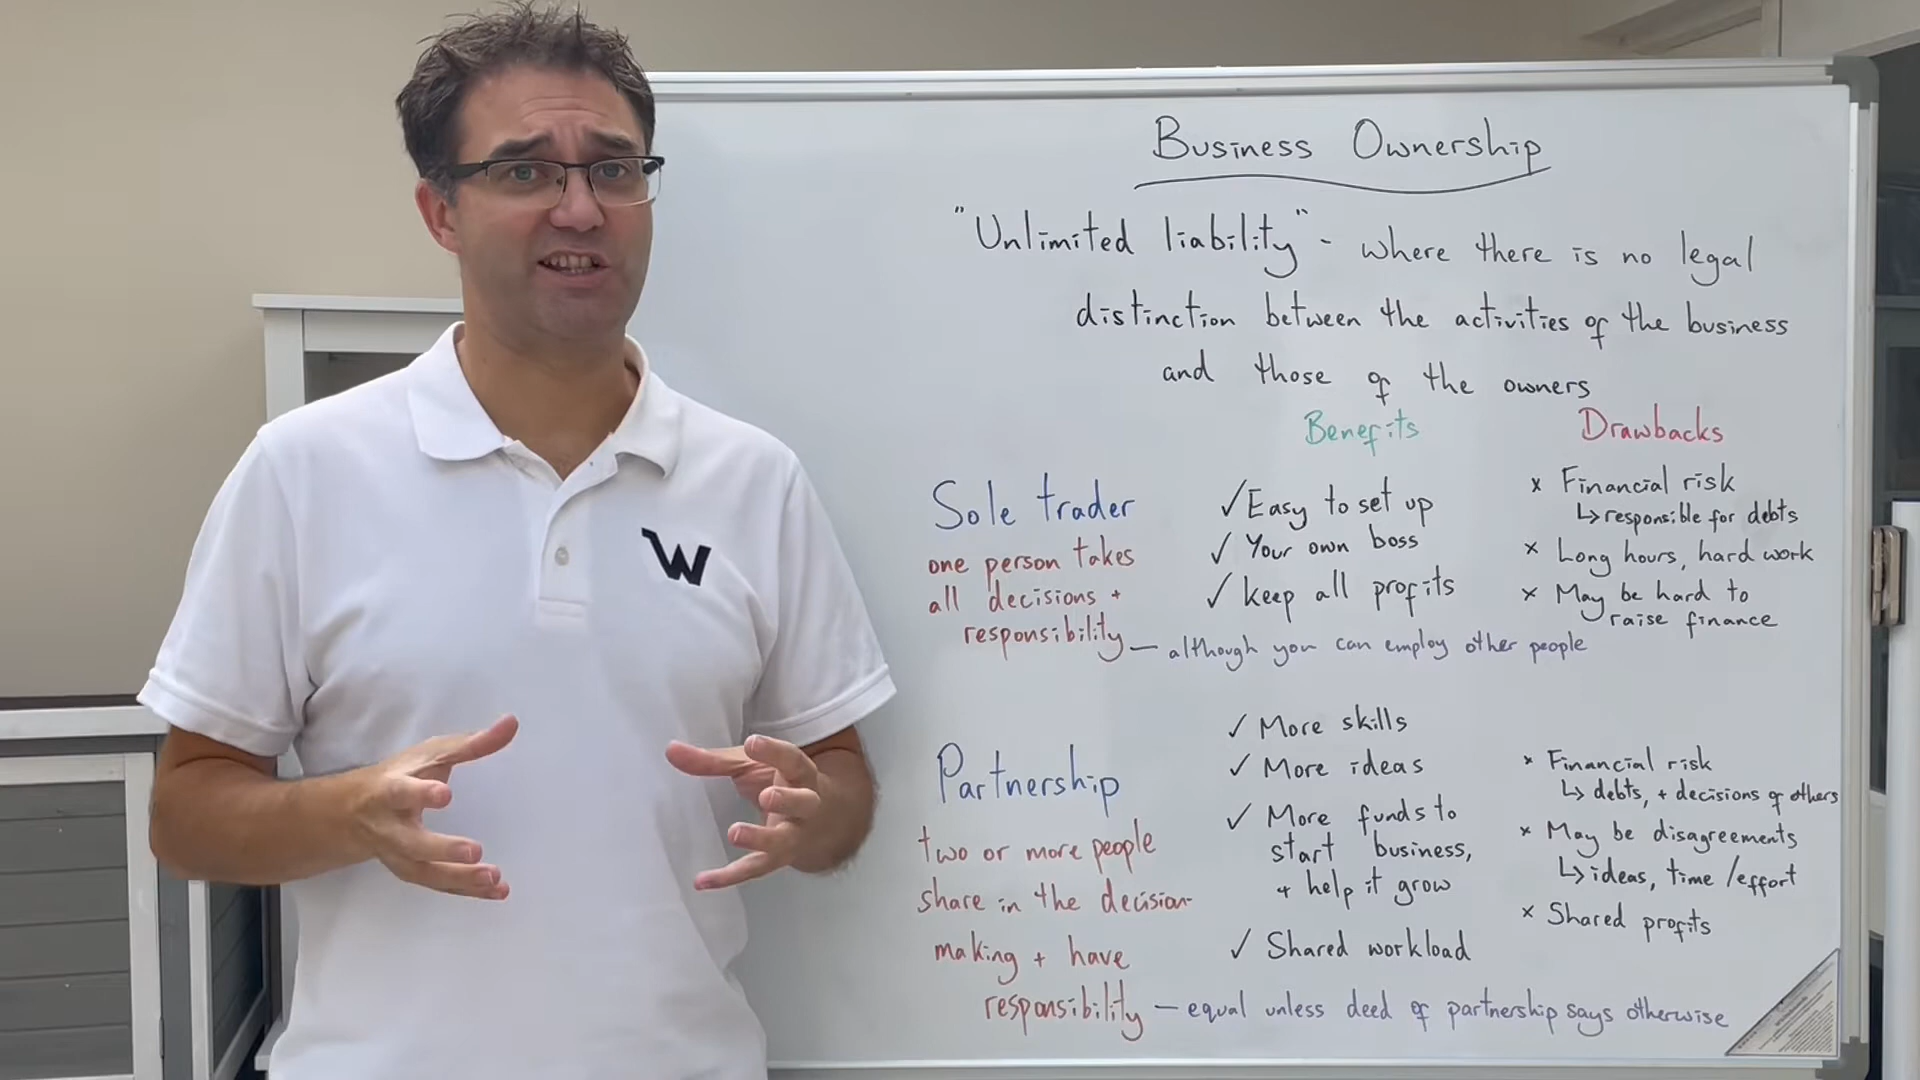 Business Ownership
"Unlimited liability" - where there is no legal
distinction between the activities of the business
and those of the owners
Benefits
Drawbacks
Sole trader
one person takes
all decisions +
responsibility – although you can employ other people
✓ Easy to set up
✓ Your own boss
✓ keep all profits
x Financial risk
↳ responsible for debts
x Long hours, hard work
x May be hard to
raise finance
Partnership
two or more people
share in the decision-
making + have
responsibility – equal unless deed of partnership says otherwise
✓ More skills
✓ More ideas
✓ More funds to
start business,
+ help it grow
✓ Shared workload
x Financial risk
↳ debts, + decisions of others
x May be disagreements
↳ ideas, time/effort
x Shared profits
W